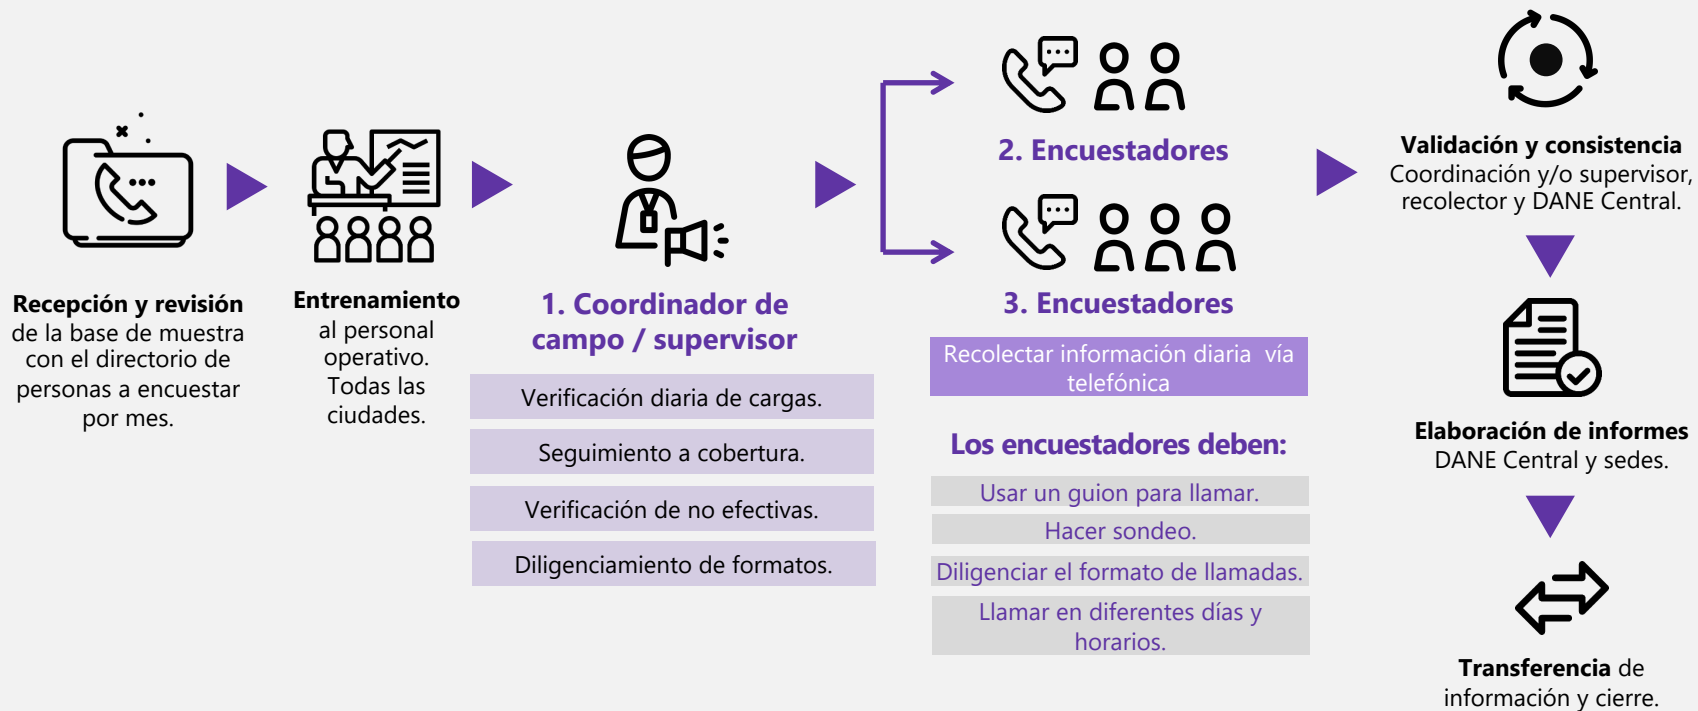 Recepción y revisión
de la base de muestra
con el directorio de
personas a encuestar
por mes.
Entrenamiento
al personal
operativo.
Todas las
ciudades.
1. Coordinador de
campo / supervisor
Verificación diaria de cargas.
Seguimiento a cobertura.
Verificación de no efectivas.
Diligenciamiento de formatos.
2. Encuestadores
3. Encuestadores
Recolectar información diaria vía
telefónica
Los encuestadores deben:
Usar un guion para llamar.
Hacer sondeo.
Diligenciar el formato de llamadas.
Llamar en diferentes días y
horarios.
Validación y consistencia
Coordinación y/o supervisor,
recolector y DANE Central.
Elaboración de informes
DANE Central y sedes.
Transferencia de
información y cierre.